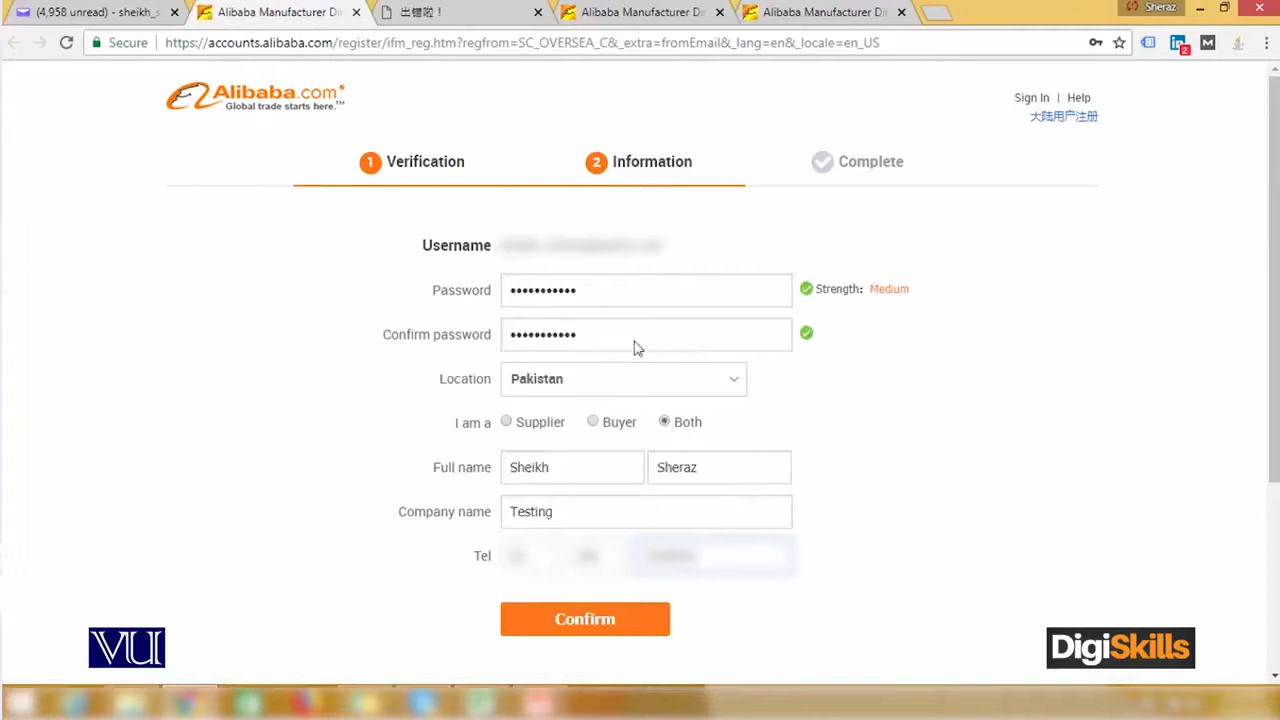 (4,958 unread) - sheikh_s
Alibaba Manufacturer Di
出错啦！
Alibaba Manufacturer Di
Alibaba Manufacturer Di
Sheraz
Secure
https://accounts.alibaba.com/register/ifm_reg.htm?regfrom=SC_OVERSEA_C&_extra=fromEmail&_lang=en&_locale=en_US
2
Alibaba.com®
Global trade starts here.™
Sign In | Help
大陆用户注册
1 Verification
2 Information
Complete
Username
Password ••••••••••• Strength: Medium
Confirm password •••••••••••
Location Pakistan
I am a Supplier Buyer Both
Full name Sheikh Sheraz
Company name Testing
Tel
Confirm
VU
DigiSkills